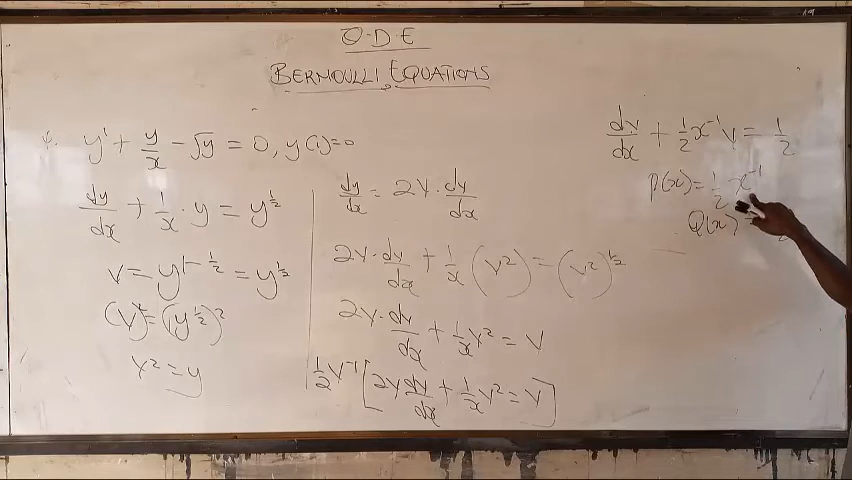 O.D.E
BERNOULLI EQUATIONS
y' + y/x - √y = 0, y(1)=0
dy/dx + 1/x · y = y^½
v = y^(1-½) = y^½
(v)² = (y^½)²
v² = y
dy/dx = 2v · dv/dx
2v · dv/dx + 1/x (v²) = (v²)^½
2v · dv/dx + 1/x v² = v
½v⁻¹ [2v dv/dx + 1/x v² = v]
dv/dx + ½x⁻¹v = ½
p(x) = ½x⁻¹
Q(x) =